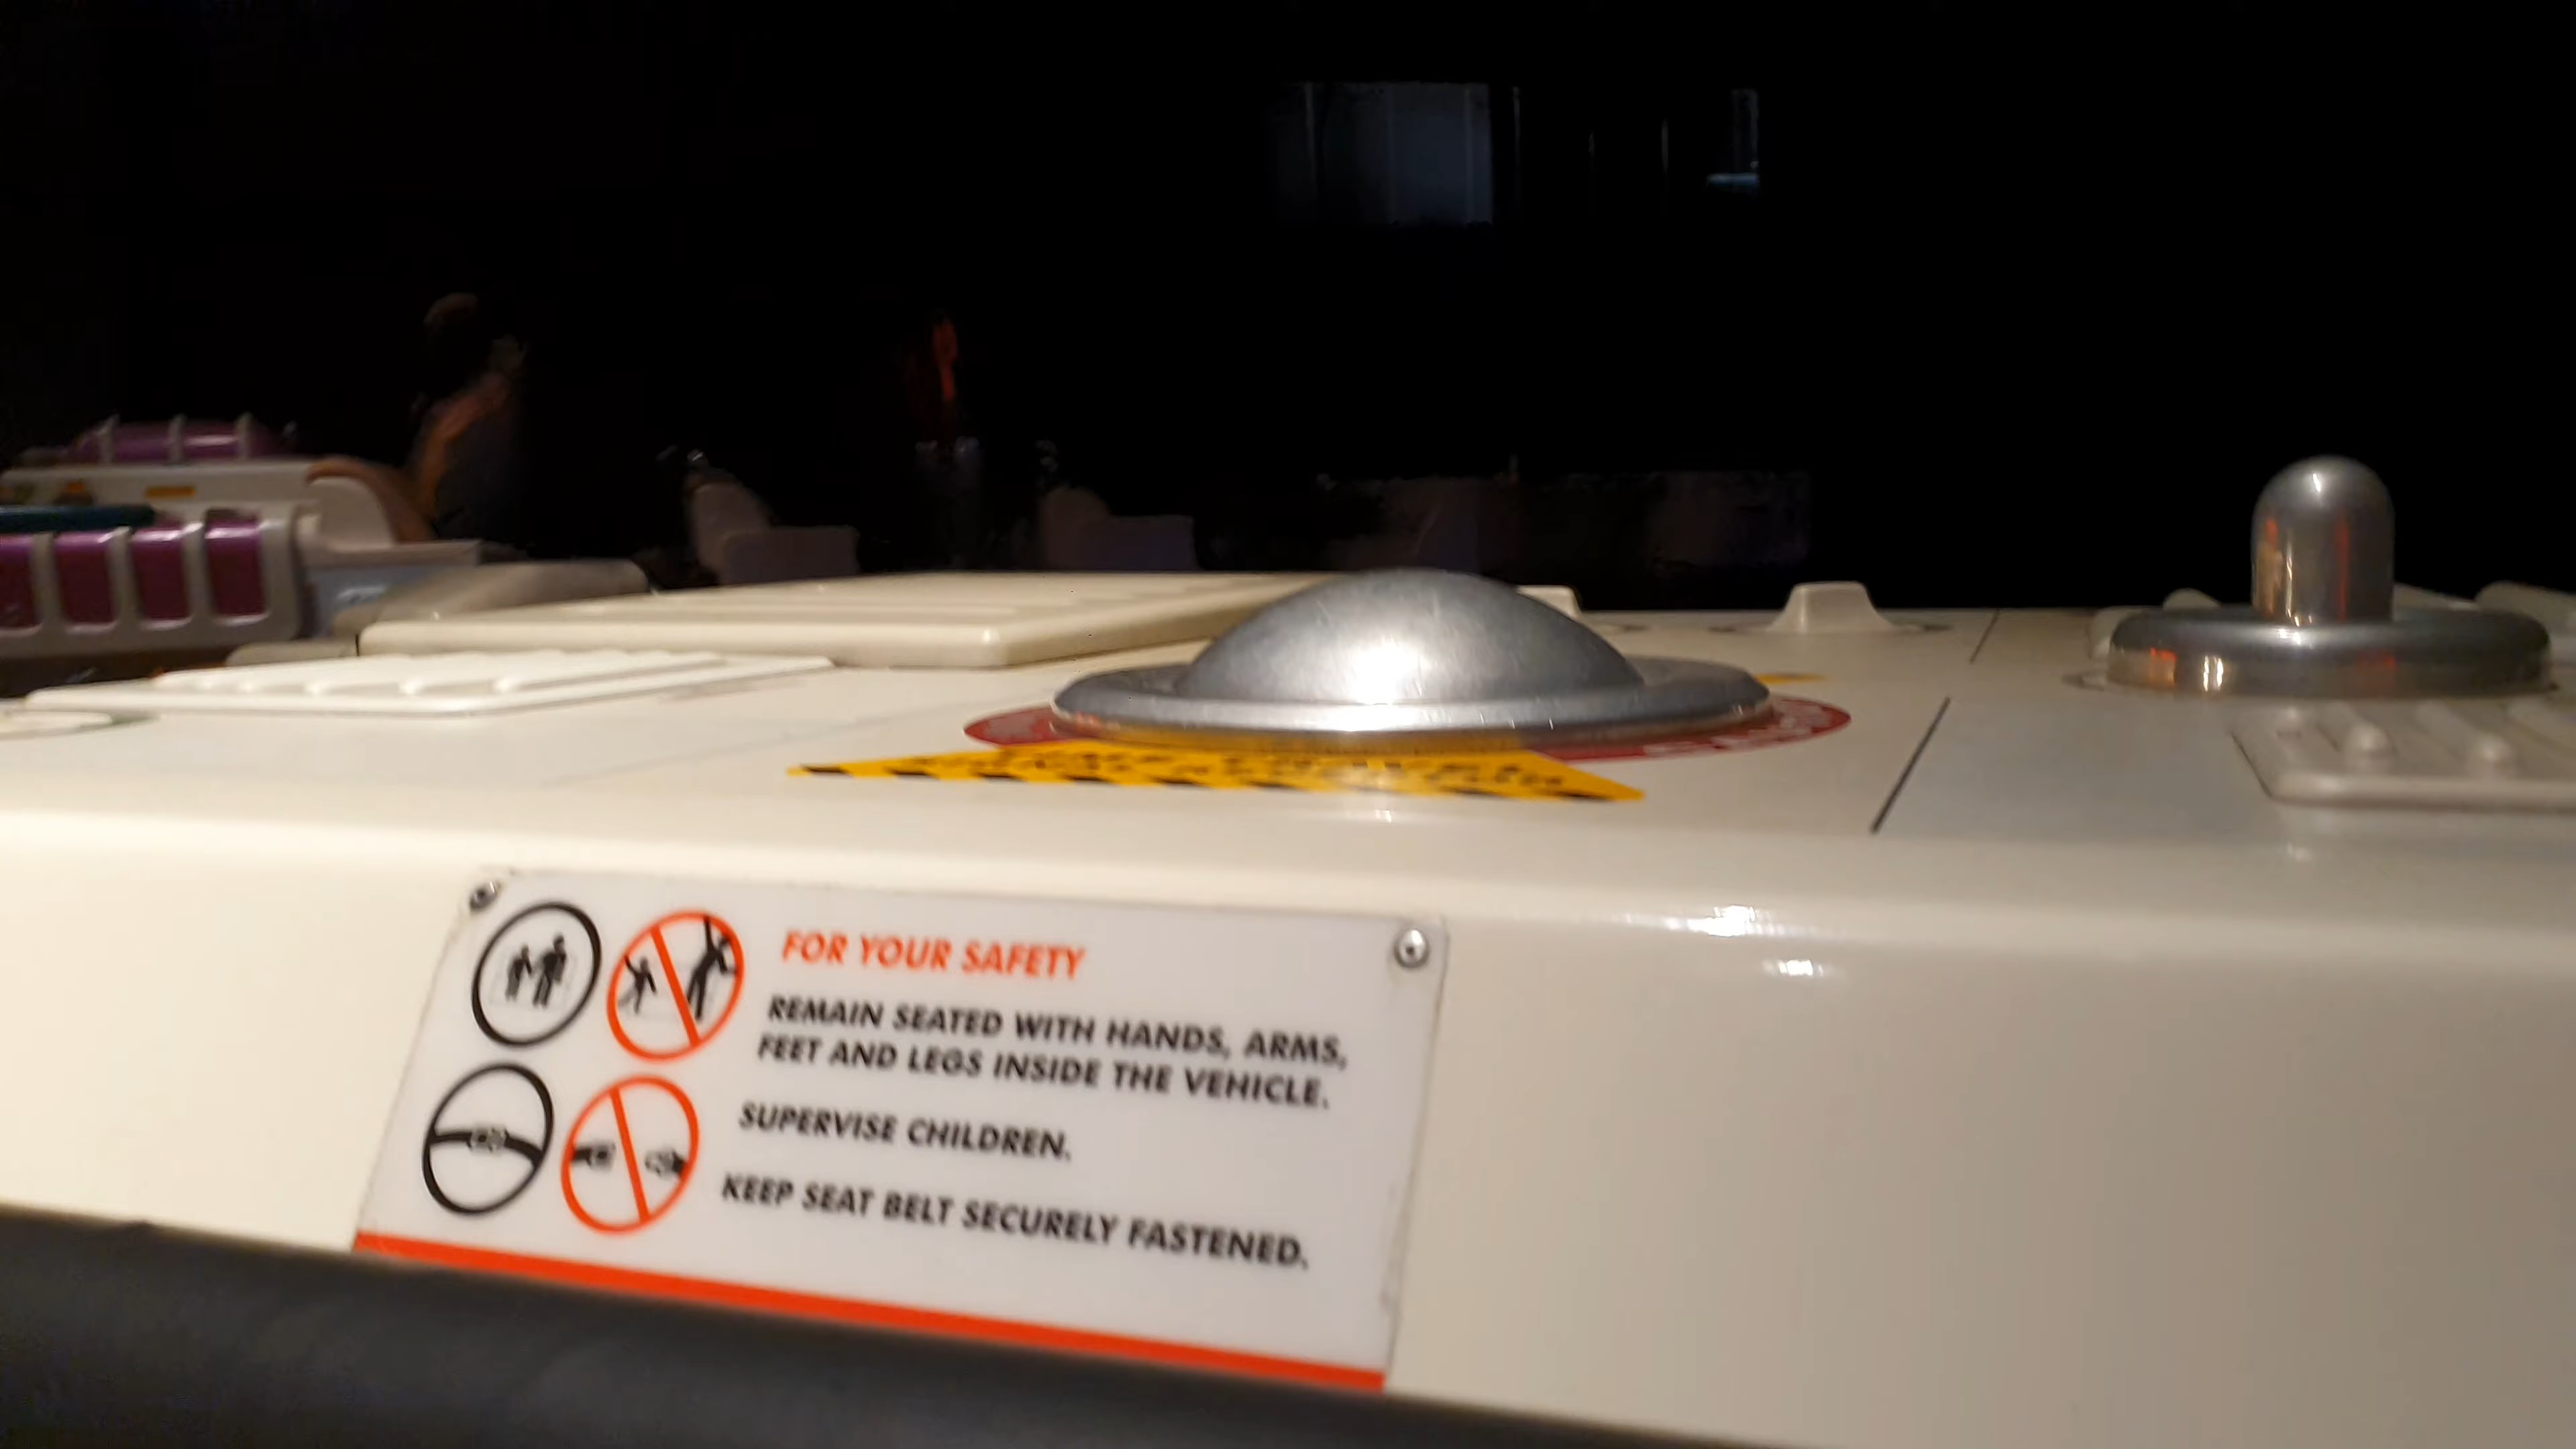 FOR YOUR SAFETY
REMAIN SEATED WITH HANDS, ARMS,
FEET AND LEGS INSIDE THE VEHICLE.
SUPERVISE CHILDREN.
KEEP SEAT BELT SECURELY FASTENED.